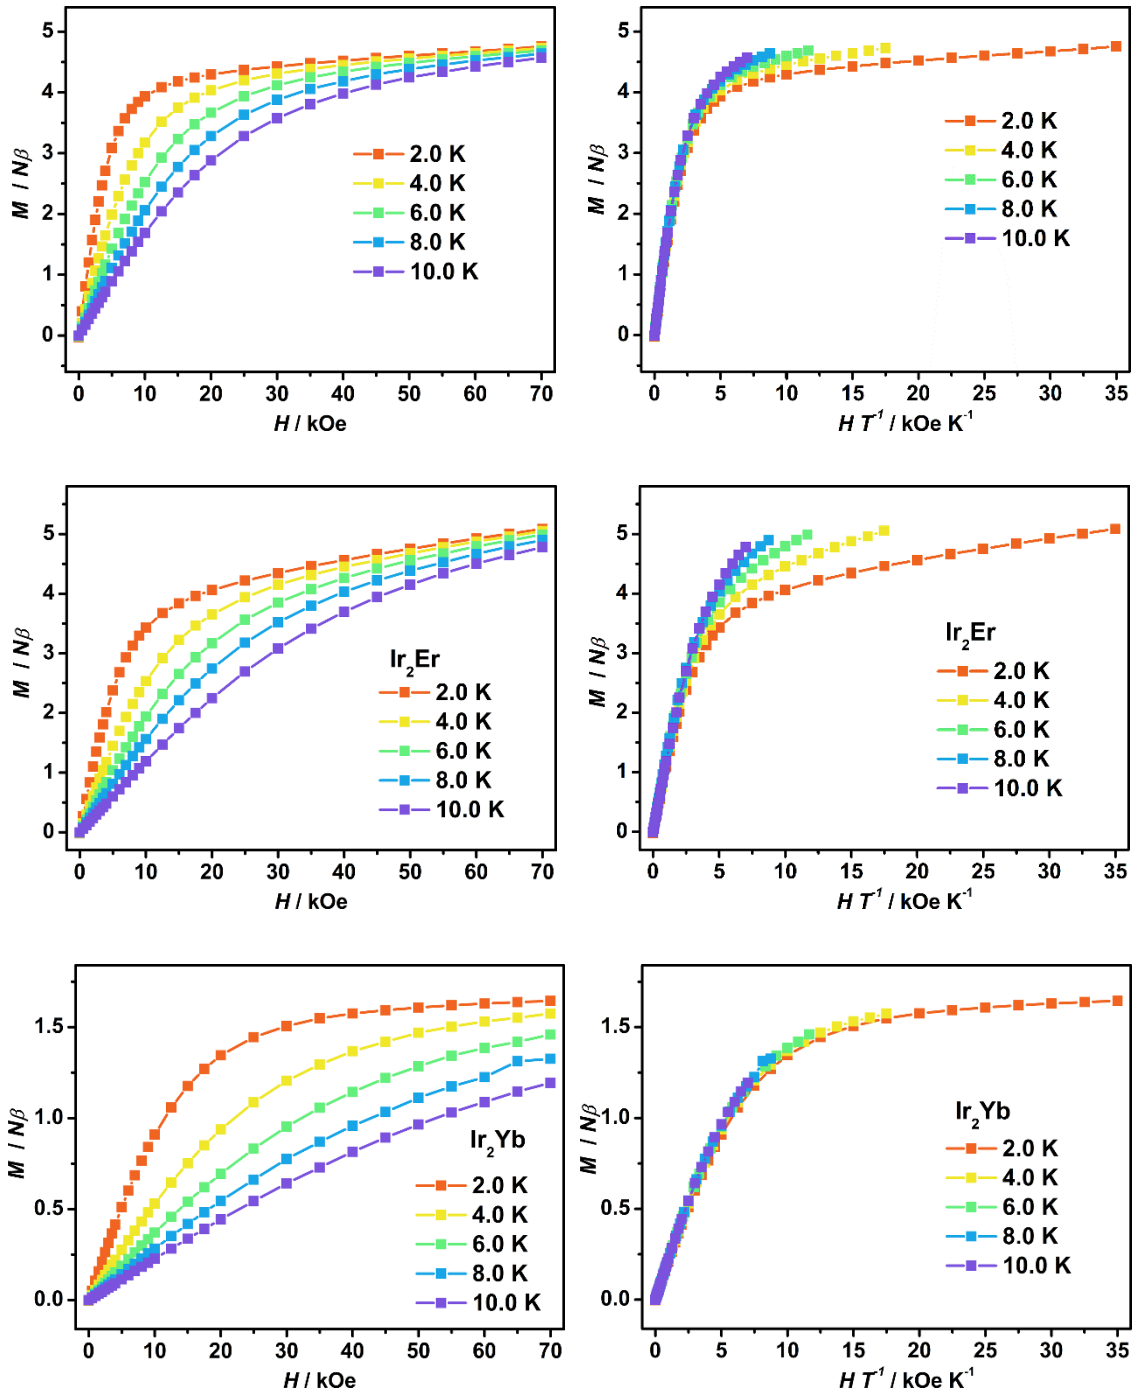 5
4
3
2
1
0
M / Nβ
2.0 K
4.0 K
6.0 K
8.0 K
10.0 K
0 10 20 30 40 50 60 70
H / kOe
5
4
3
2
1
0
M / Nβ
2.0 K
4.0 K
6.0 K
8.0 K
10.0 K
0 5 10 15 20 25 30 35
H T⁻¹ / kOe K⁻¹
5
4
3
2
1
0
M / Nβ
Ir₂Er
2.0 K
4.0 K
6.0 K
8.0 K
10.0 K
0 10 20 30 40 50 60 70
H / kOe
5
4
3
2
1
0
M / Nβ
Ir₂Er
2.0 K
4.0 K
6.0 K
8.0 K
10.0 K
0 5 10 15 20 25 30 35
H T⁻¹ / kOe K⁻¹
1.5
1.0
0.5
0.0
M / Nβ
Ir₂Yb
2.0 K
4.0 K
6.0 K
8.0 K
10.0 K
0 10 20 30 40 50 60 70
H / kOe
1.5
1.0
0.5
0.0
M / Nβ
Ir₂Yb
2.0 K
4.0 K
6.0 K
8.0 K
10.0 K
0 5 10 15 20 25 30 35
H T⁻¹ / kOe K⁻¹